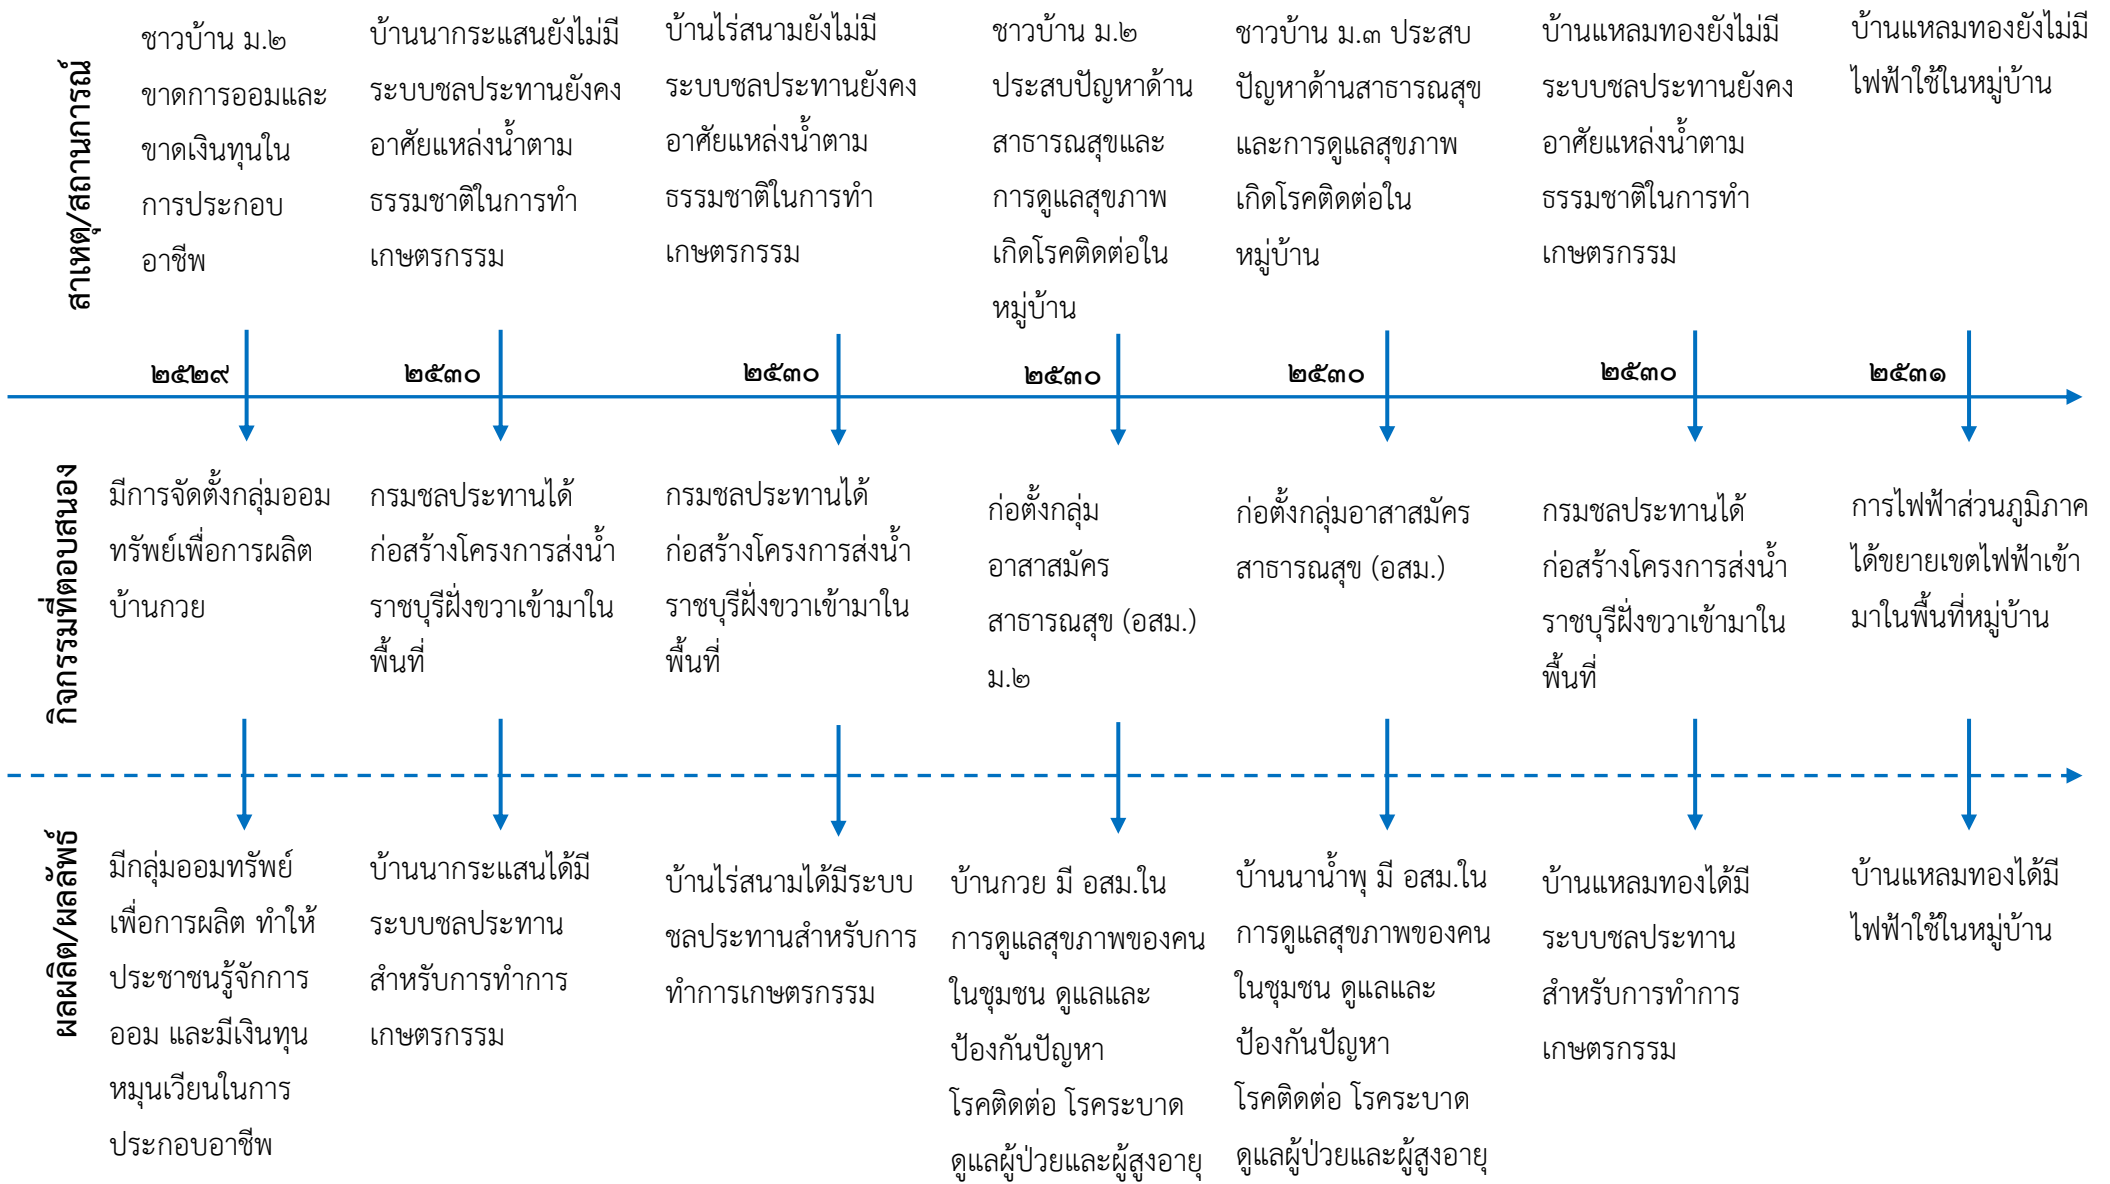 สาเหตุ/สถานการณ์
ชาวบ้าน ม.๒
ขาดการออมและ
ขาดเงินทุนใน
การประกอบ
อาชีพ
บ้านนากระแสนยังไม่มี
ระบบชลประทานยังคง
อาศัยแหล่งน้ำตาม
ธรรมชาติในการทำ
เกษตรกรรม
บ้านไร่สนามยังไม่มี
ระบบชลประทานยังคง
อาศัยแหล่งน้ำตาม
ธรรมชาติในการทำ
เกษตรกรรม
ชาวบ้าน ม.๒
ประสบปัญหาด้าน
สาธารณสุขและ
การดูแลสุขภาพ
เกิดโรคติดต่อใน
หมู่บ้าน
ชาวบ้าน ม.๓ ประสบ
ปัญหาด้านสาธารณสุข
และการดูแลสุขภาพ
เกิดโรคติดต่อใน
หมู่บ้าน
บ้านแหลมทองยังไม่มี
ระบบชลประทานยังคง
อาศัยแหล่งน้ำตาม
ธรรมชาติในการทำ
เกษตรกรรม
บ้านแหลมทองยังไม่มี
ไฟฟ้าใช้ในหมู่บ้าน
๒๕๒๙
๒๕๓๐
๒๕๓๐
๒๕๓๐
๒๕๓๐
๒๕๓๐
๒๕๓๑
กิจกรรมที่ตอบสนอง
มีการจัดตั้งกลุ่มออม
ทรัพย์เพื่อการผลิต
บ้านกวย
กรมชลประทานได้
ก่อสร้างโครงการส่งน้ำ
ราชบุรีฝั่งขวาเข้ามาใน
พื้นที่
กรมชลประทานได้
ก่อสร้างโครงการส่งน้ำ
ราชบุรีฝั่งขวาเข้ามาใน
พื้นที่
ก่อตั้งกลุ่ม
อาสาสมัคร
สาธารณสุข (อสม.)
ม.๒
ก่อตั้งกลุ่มอาสาสมัคร
สาธารณสุข (อสม.)
กรมชลประทานได้
ก่อสร้างโครงการส่งน้ำ
ราชบุรีฝั่งขวาเข้ามาใน
พื้นที่
การไฟฟ้าส่วนภูมิภาค
ได้ขยายเขตไฟฟ้าเข้า
มาในพื้นที่หมู่บ้าน
ผลผลิต/ผลลัพธ์
มีกลุ่มออมทรัพย์
เพื่อการผลิต ทำให้
ประชาชนรู้จักการ
ออม และมีเงินทุน
หมุนเวียนในการ
ประกอบอาชีพ
บ้านนากระแสนได้มี
ระบบชลประทาน
สำหรับการทำการ
เกษตรกรรม
บ้านไร่สนามได้มีระบบ
ชลประทานสำหรับการ
ทำการเกษตรกรรม
บ้านกวย มี อสม.ใน
การดูแลสุขภาพของคน
ในชุมชน ดูแลและ
ป้องกันปัญหา
โรคติดต่อ โรคระบาด
ดูแลผู้ป่วยและผู้สูงอายุ
บ้านนาน้ำพุ มี อสม.ใน
การดูแลสุขภาพของคน
ในชุมชน ดูแลและ
ป้องกันปัญหา
โรคติดต่อ โรคระบาด
ดูแลผู้ป่วยและผู้สูงอายุ
บ้านแหลมทองได้มี
ระบบชลประทาน
สำหรับการทำการ
เกษตรกรรม
บ้านแหลมทองได้มี
ไฟฟ้าใช้ในหมู่บ้าน